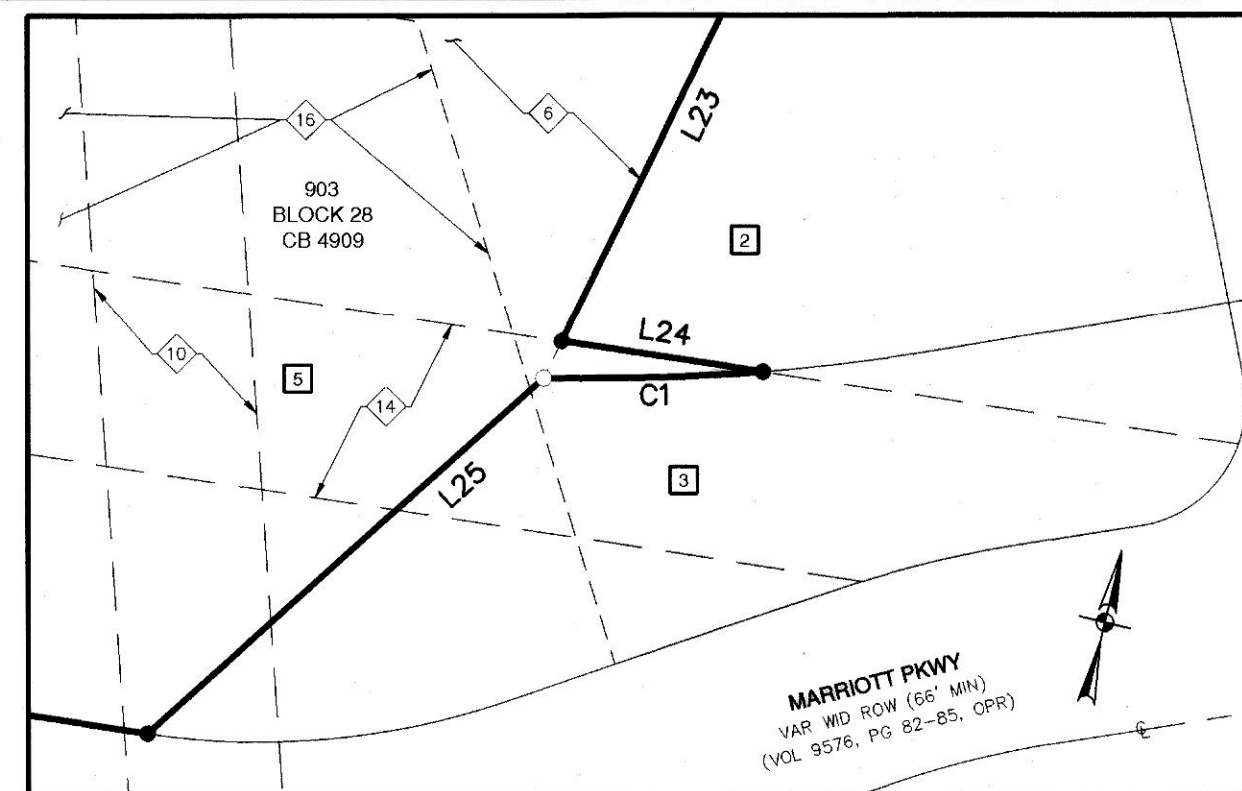 L23
6
16
903
BLOCK 28
CB 4909
2
L24
10
5
C1
14
L25
3
MARRIOTT PKWY
VAR WID ROW (66' MIN)
(VOL 9576, PG 82-85, OPR)
℄